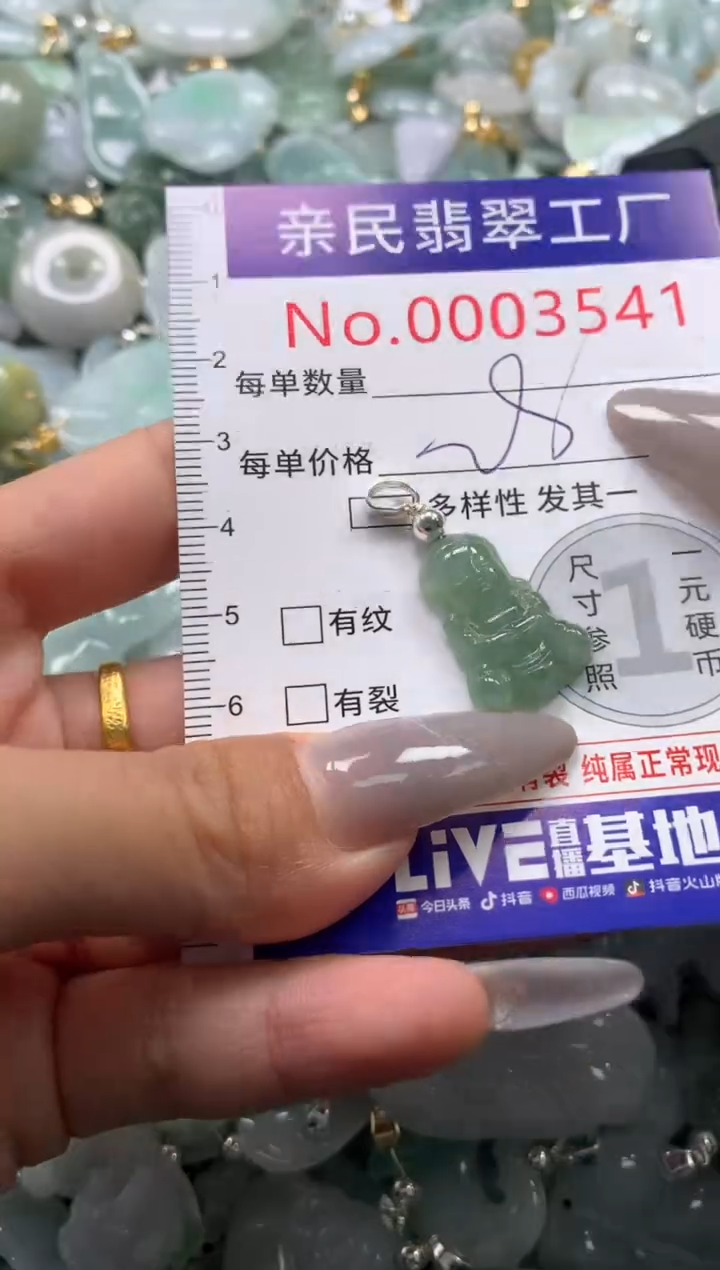 亲民翡翠工厂
No.0003541
每单数量
每单价格
多样性 发其一
有纹
有裂
尺寸参照
1
一元硬币
有裂 纯属正常现
LIVE直播基地
今日头条 抖音 西瓜视频 抖音火山
1
2
3
4
5
6